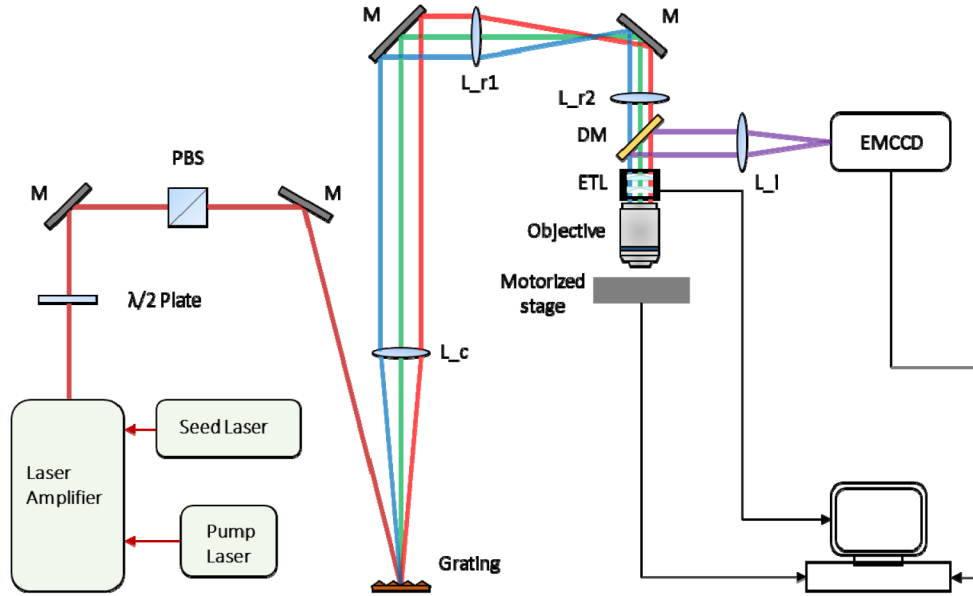 M
M
L_r1
L_r2
DM
EMCCD
PBS
M
M
ETL
L_l
Objective
Motorized
stage
λ/2 Plate
L_c
Seed Laser
Laser
Amplifier
Pump
Laser
Grating